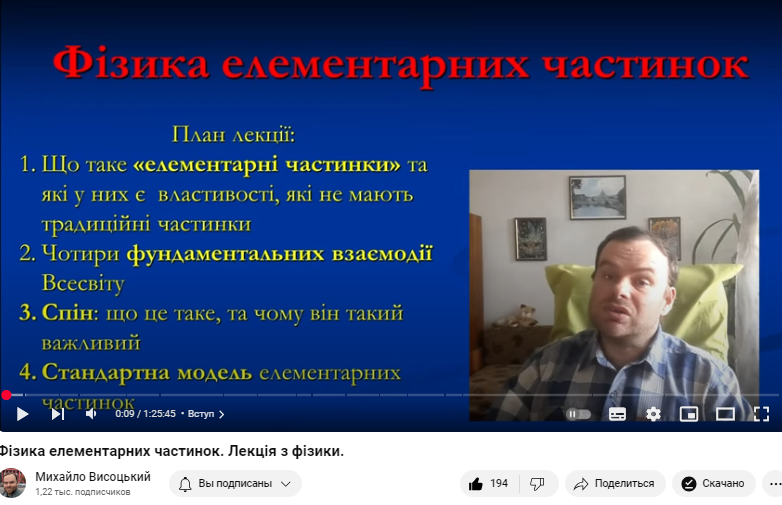 Фізика елементарних частинок
План лекції:
1. Що таке «елементарні частинки» та
які у них є властивості, які не мають
традиційні частинки
2. Чотири фундаментальних взаємодії
Всесвіту
3. Спін: що це таке, та чому він такий
важливий
4. Стандартна модель елементарних
частинок
0:09 / 1:25:45 • Вступ
Фізика елементарних частинок. Лекція з фізики.
Михайло Висоцький
1,22 тыс. подписчиков
Вы подписаны
194
Поделиться
Скачано